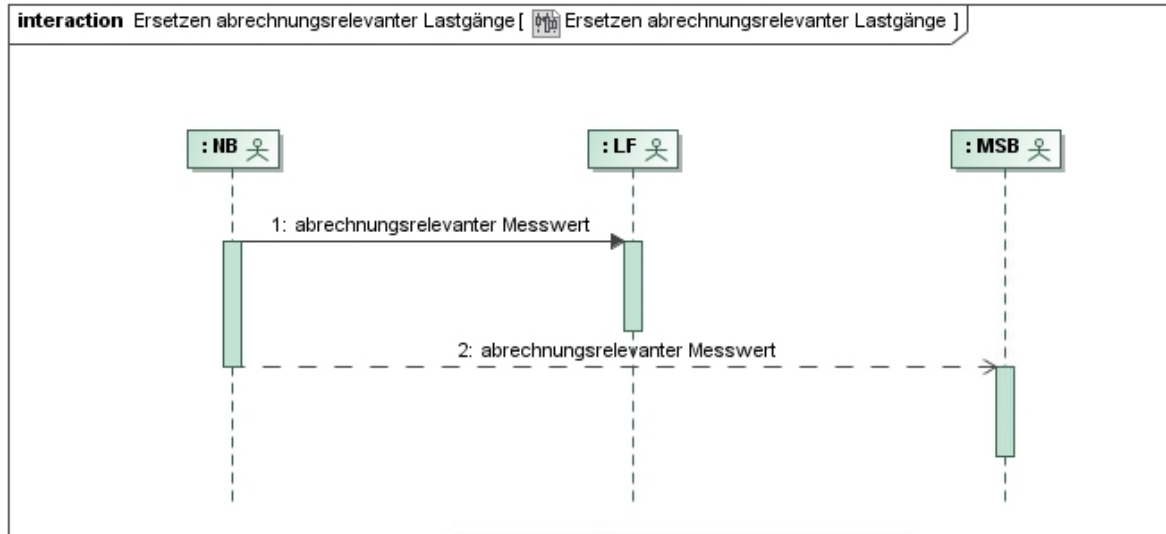 interaction Ersetzen abrechnungsrelevanter Lastgänge[ Ersetzen abrechnungsrelevanter Lastgänge ]
: NB
: LF
: MSB
1: abrechnungsrelevanter Messwert
2: abrechnungsrelevanter Messwert